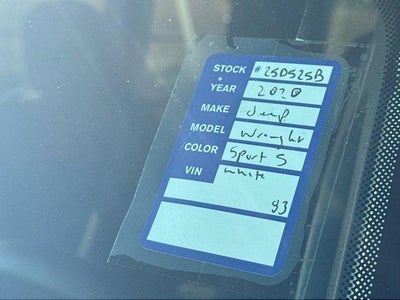 STOCK #25D525B
YEAR 2020
MAKE Jeep
MODEL Wrangler
COLOR Sport S
VIN white
93